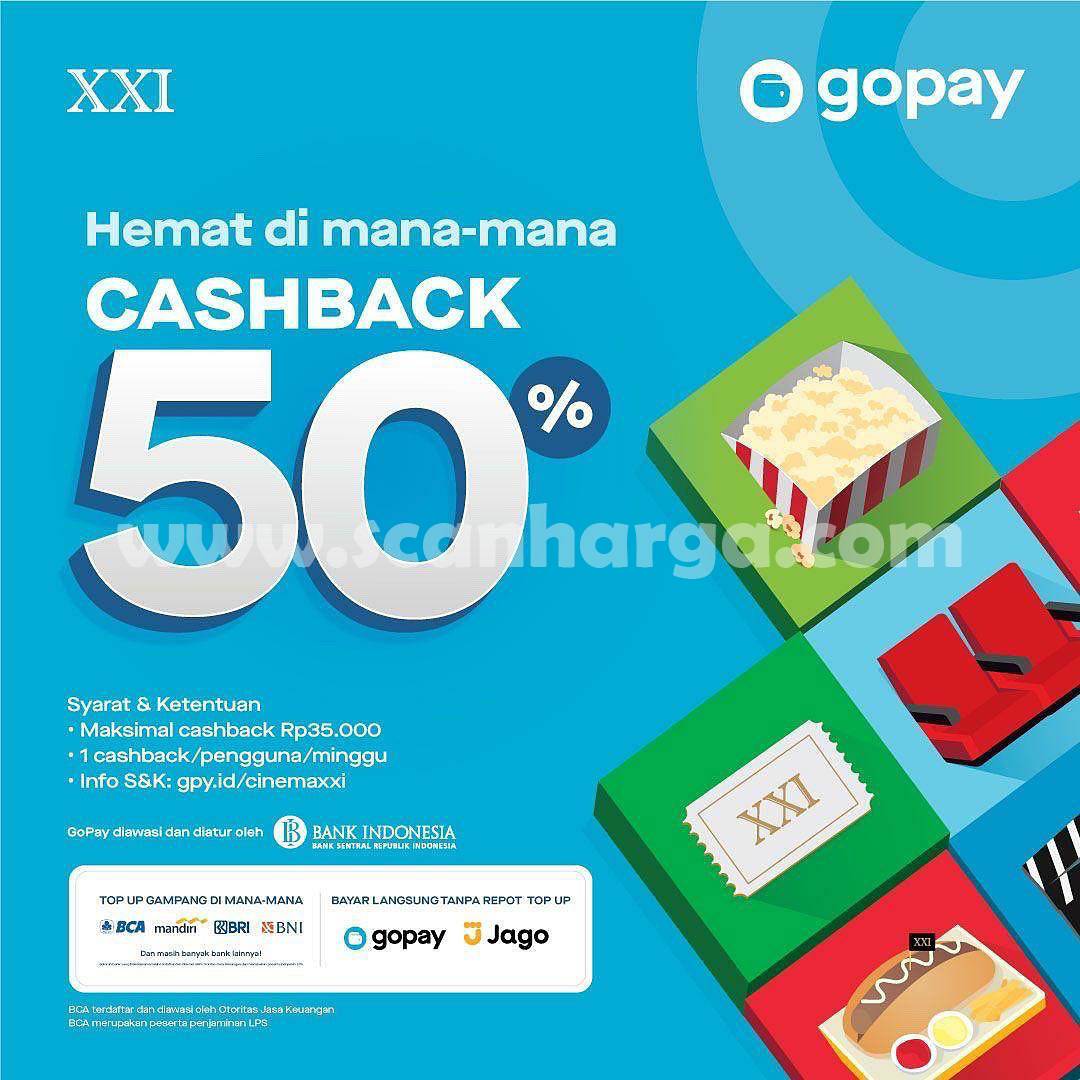 XXI
gopay
Hemat di mana-mana
CASHBACK
50%
www.scanharga.com
Syarat & Ketentuan
• Maksimal cashback Rp35.000
• 1 cashback/pengguna/minggu
• Info S&K: gpy.id/cinemaxxi
GoPay diawasi dan diatur oleh BANK INDONESIA
BANK SENTRAL REPUBLIK INDONESIA
TOP UP GAMPANG DI MANA-MANA
BCA mandiri BRI BNI
Dan masih banyak bank lainnya!
BAYAR LANGSUNG TANPA REPOT TOP UP
gopay Jago
BCA terdaftar dan diawasi oleh Otoritas Jasa Keuangan
BCA merupakan peserta penjaminan LPS
XXI
XXI